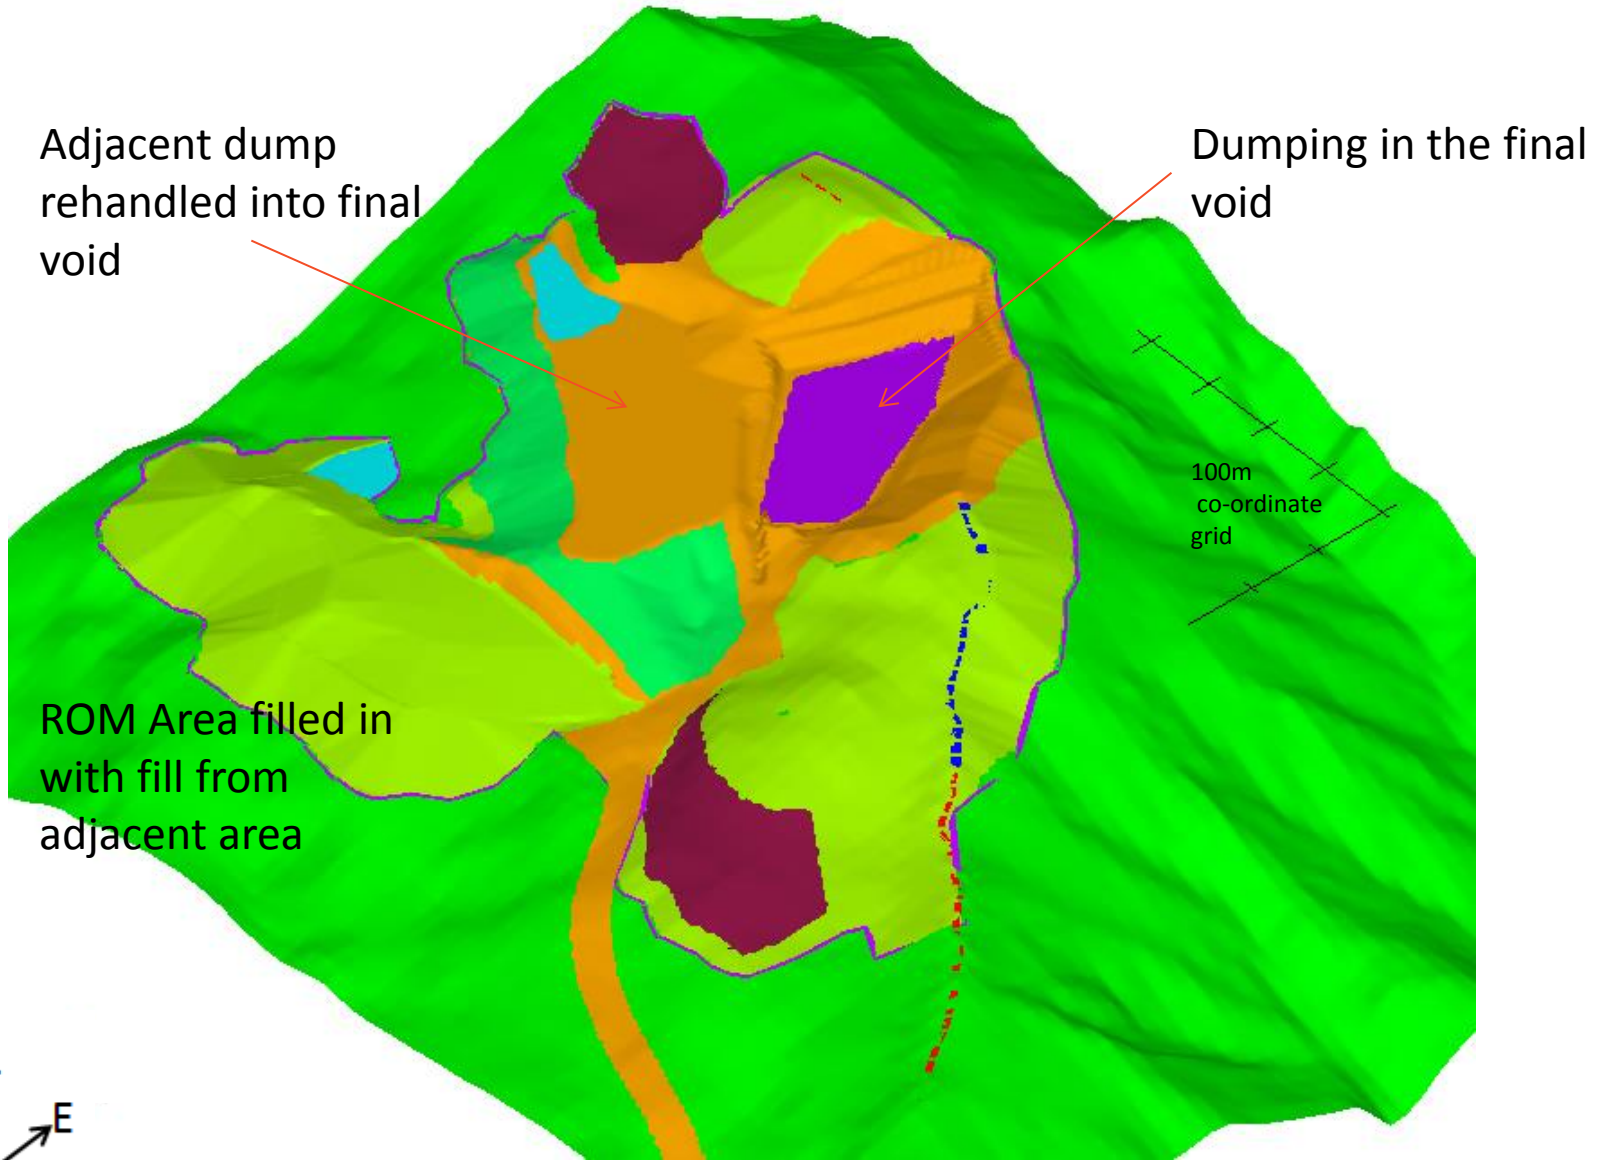 Adjacent dump
rehandled into final
void
Dumping in the final
void
100m
co-ordinate
grid
ROM Area filled in
with fill from
adjacent area
E